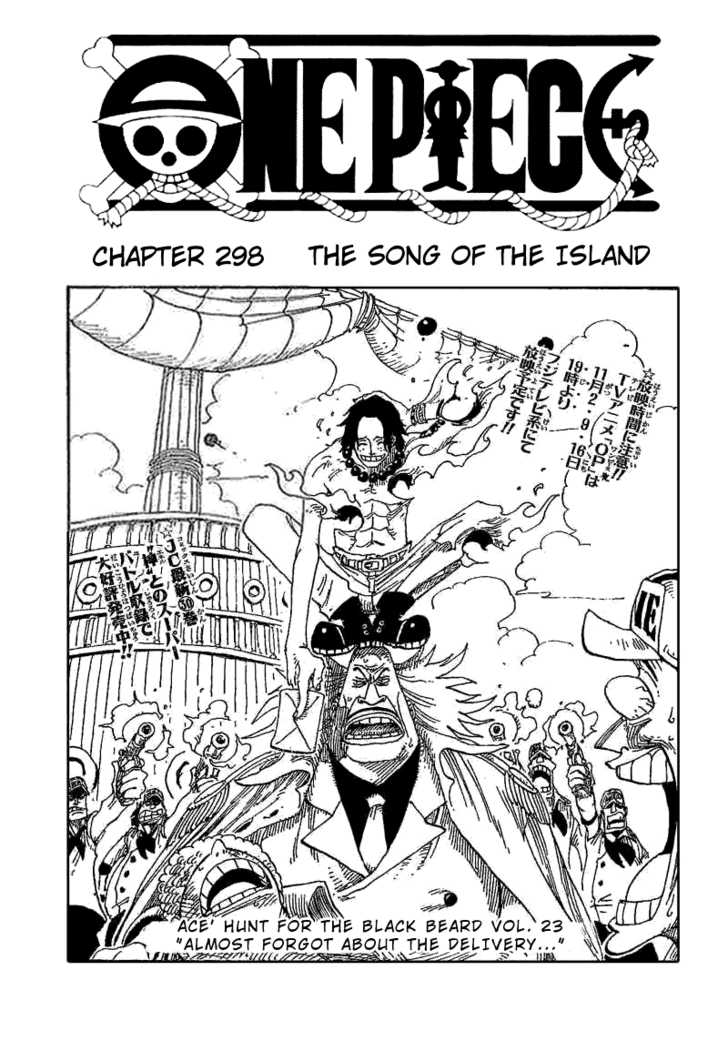 ONE PIECE
CHAPTER 298 THE SONG OF THE ISLAND
☆放映時間に注意!!
TVアニメ「OP」は
11月2・9・16日
19時より
フジテレビ系にて
放映予定です!!
JC最新30巻
"神"とのスーパー
バトル収録で
大好評発売中!!
ACE' HUNT FOR THE BLACK BEARD VOL. 23
"ALMOST FORGOT ABOUT THE DELIVERY..."